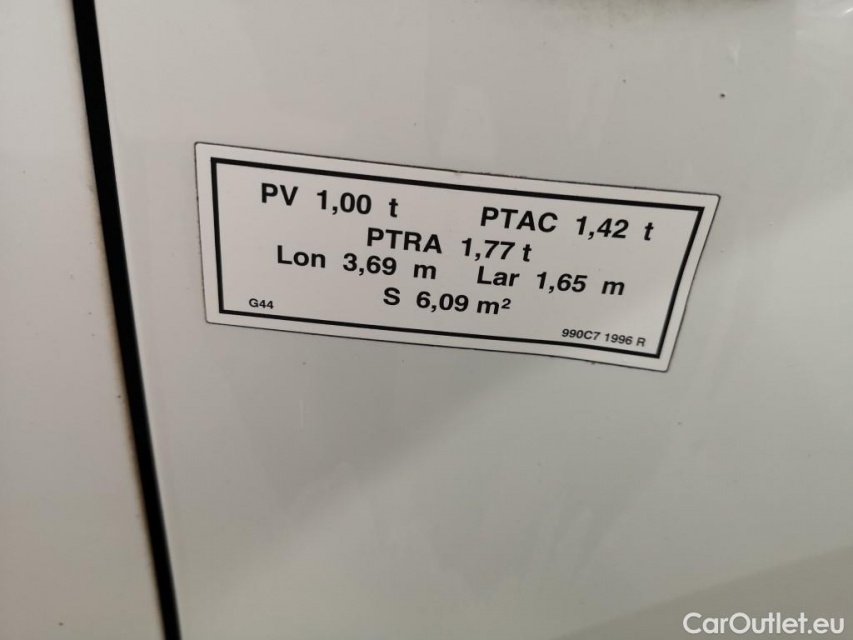 PV 1,00 t PTAC 1,42 t
PTRA 1,77 t
Lon 3,69 m Lar 1,65 m
S 6,09 m²
G44 990C7 1996 R
CarOutlet.eu